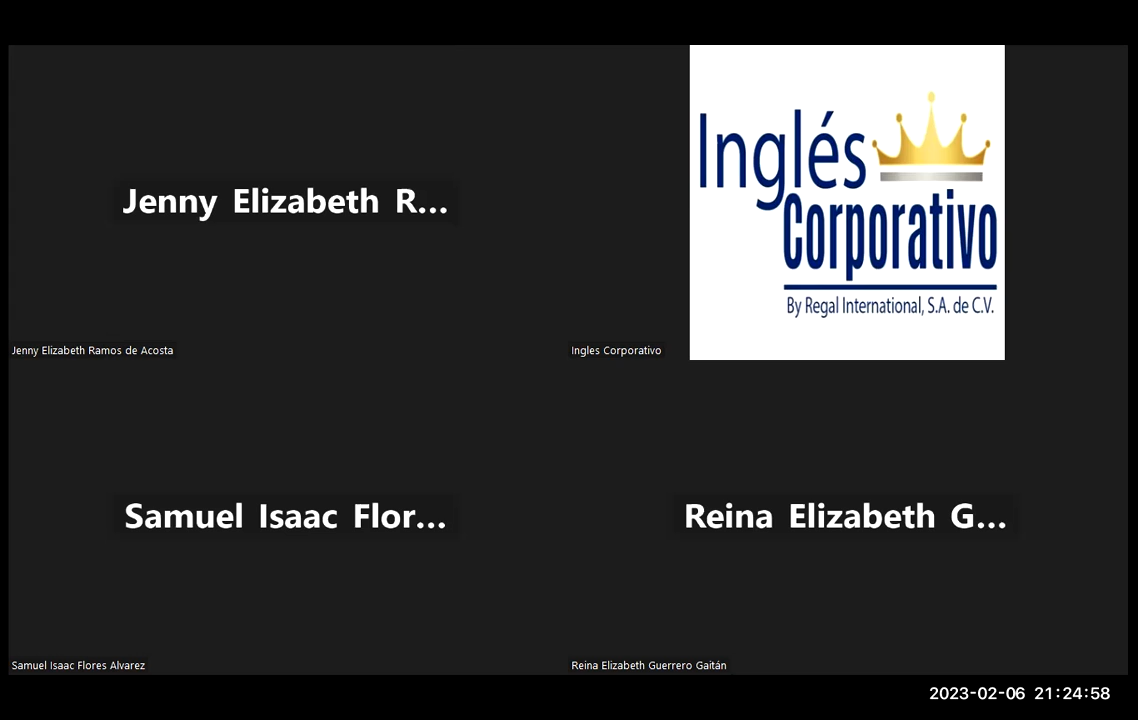 Jenny Elizabeth R...
Jenny Elizabeth Ramos de Acosta
Inglés
Corporativo
By Regal International, S.A. de C.V.
Ingles Corporativo
Samuel Isaac Flor...
Samuel Isaac Flores Alvarez
Reina Elizabeth G...
Reina Elizabeth Guerrero Gaitán
2023-02-06 21:24:58